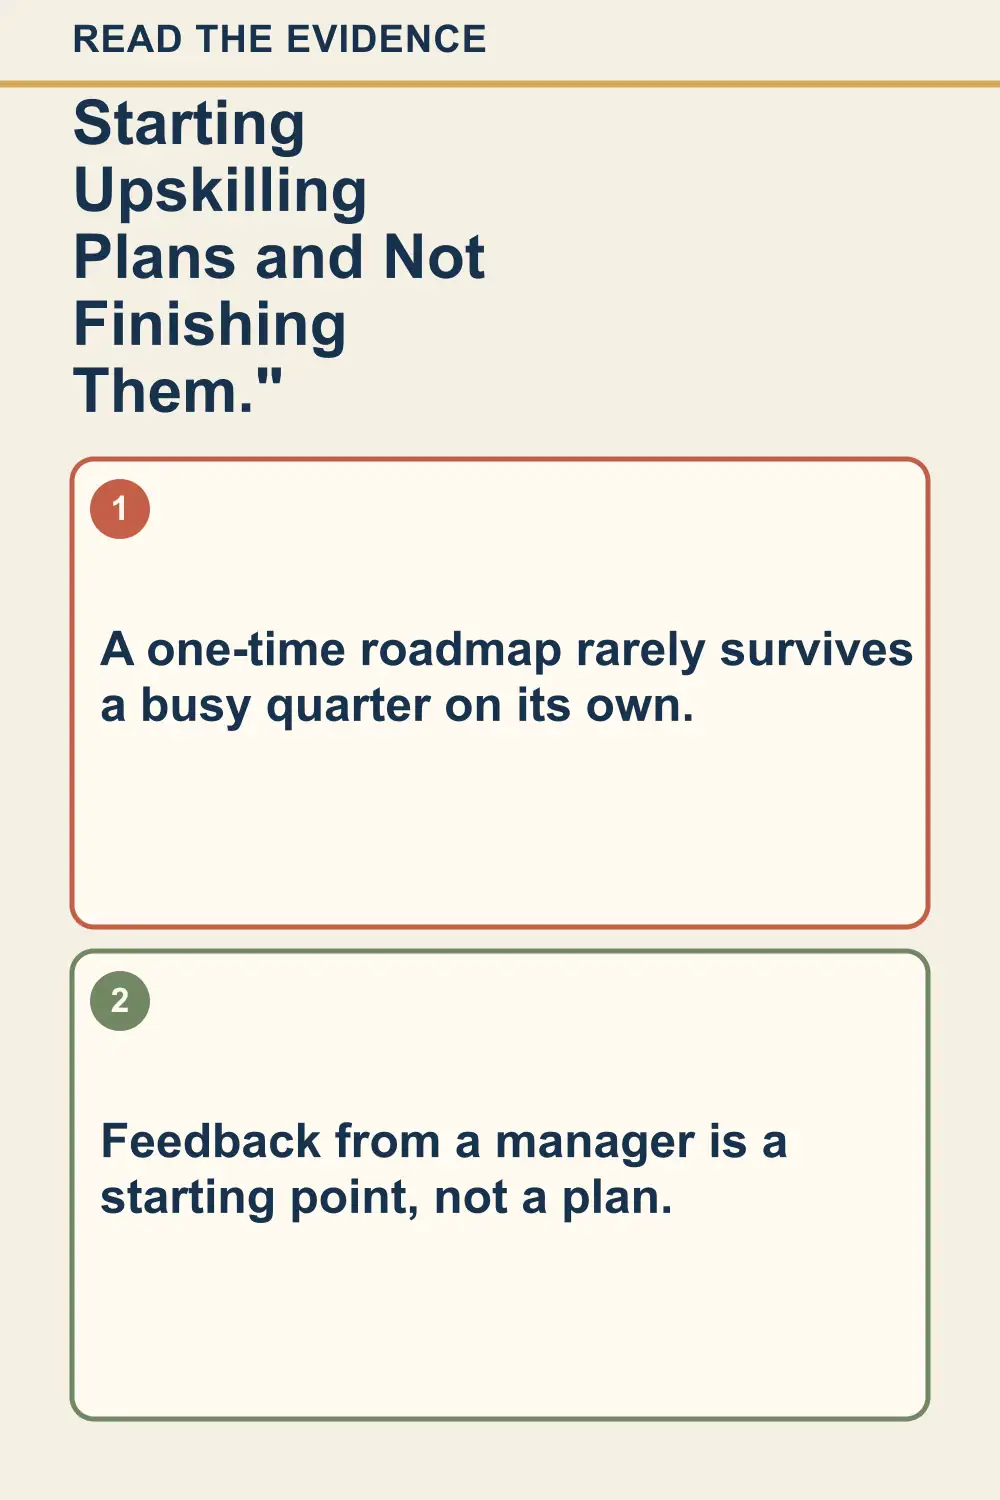 READ THE EVIDENCE
Starting
Upskilling
Plans and Not
Finishing
Them."
1
A one-time roadmap rarely survives
a busy quarter on its own.
2
Feedback from a manager is a
starting point, not a plan.